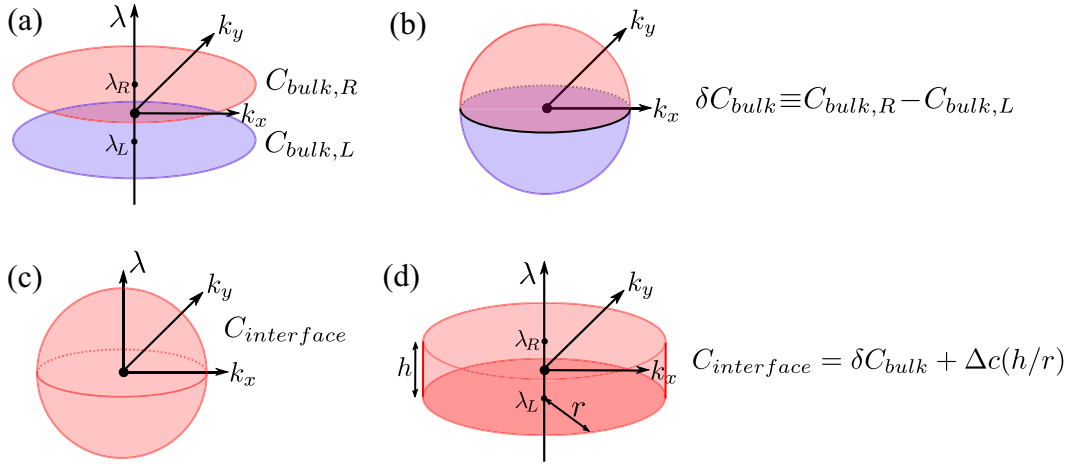 (a)
λ
k_y
λ_R
C_{bulk,R}
k_x
λ_L
C_{bulk,L}
(b)
k_y
k_x
δC_{bulk}≡C_{bulk,R}−C_{bulk,L}
(c)
λ
k_y
C_{interface}
k_x
(d)
λ
k_y
λ_R
h
k_x
C_{interface} = δC_{bulk} + Δc(h/r)
λ_L
r